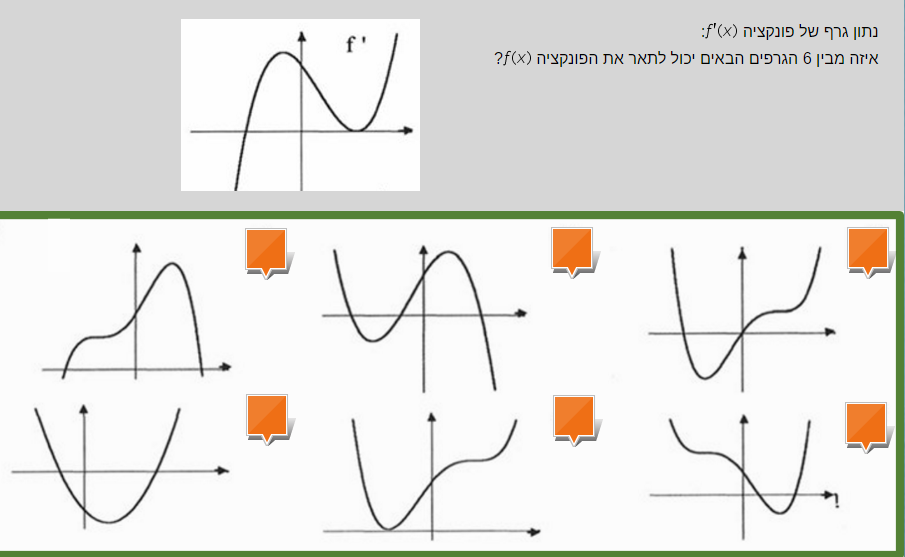 נתון גרף של פונקציה f'(x):
איזה מבין 6 הגרפים הבאים יכול לתאר את הפונקציה f(x)?
f '
!